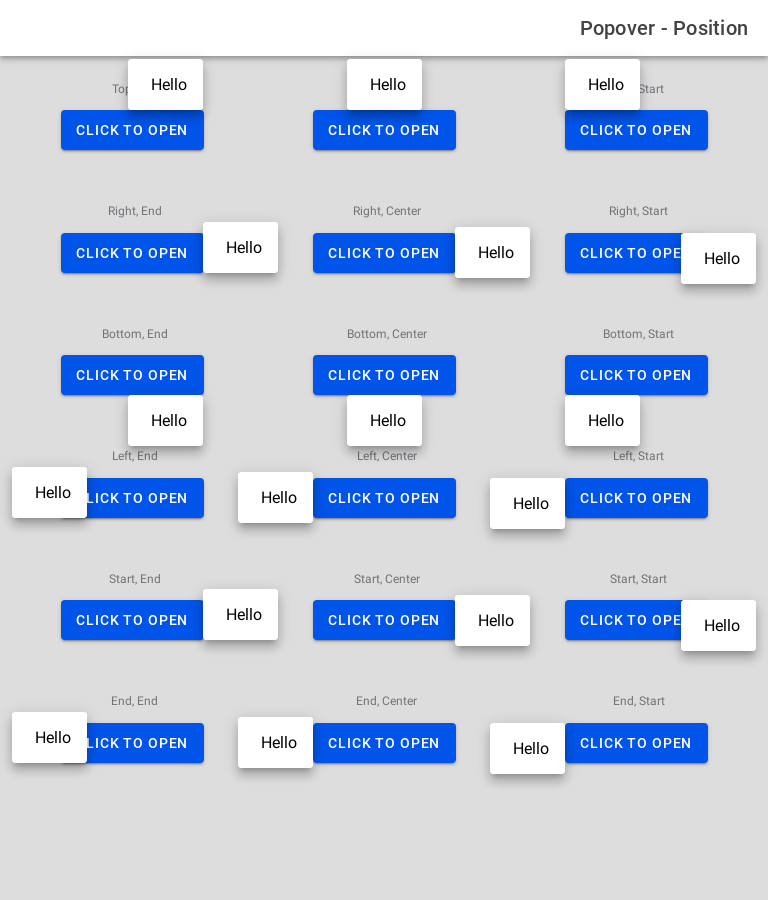 Popover - Position
Hello
Hello
Hello
Top
Start
CLICK TO OPEN
CLICK TO OPEN
CLICK TO OPEN
Right, End
Right, Center
Right, Start
Hello
Hello
Hello
CLICK TO OPEN
CLICK TO OPEN
CLICK TO OPE
Bottom, End
Bottom, Center
Bottom, Start
CLICK TO OPEN
CLICK TO OPEN
CLICK TO OPEN
Hello
Hello
Hello
Left, End
Left, Center
Left, Start
Hello
LICK TO OPEN
Hello
CLICK TO OPEN
Hello
CLICK TO OPEN
Start, End
Start, Center
Start, Start
CLICK TO OPEN
Hello
CLICK TO OPEN
Hello
CLICK TO OPE
Hello
End, End
End, Center
End, Start
Hello
LICK TO OPEN
Hello
CLICK TO OPEN
Hello
CLICK TO OPEN